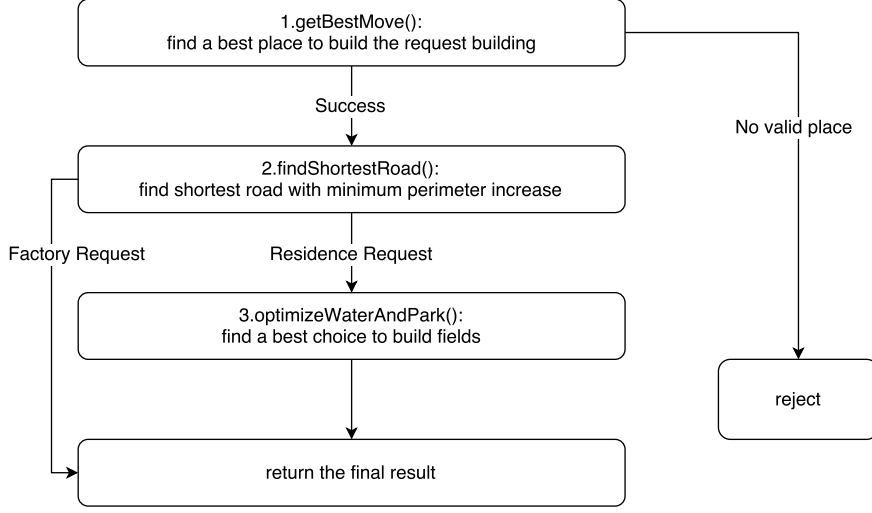 1.getBestMove():
find a best place to build the request building
Success
No valid place
2.findShortestRoad():
find shortest road with minimum perimeter increase
Factory Request
Residence Request
3.optimizeWaterAndPark():
find a best choice to build fields
reject
return the final result